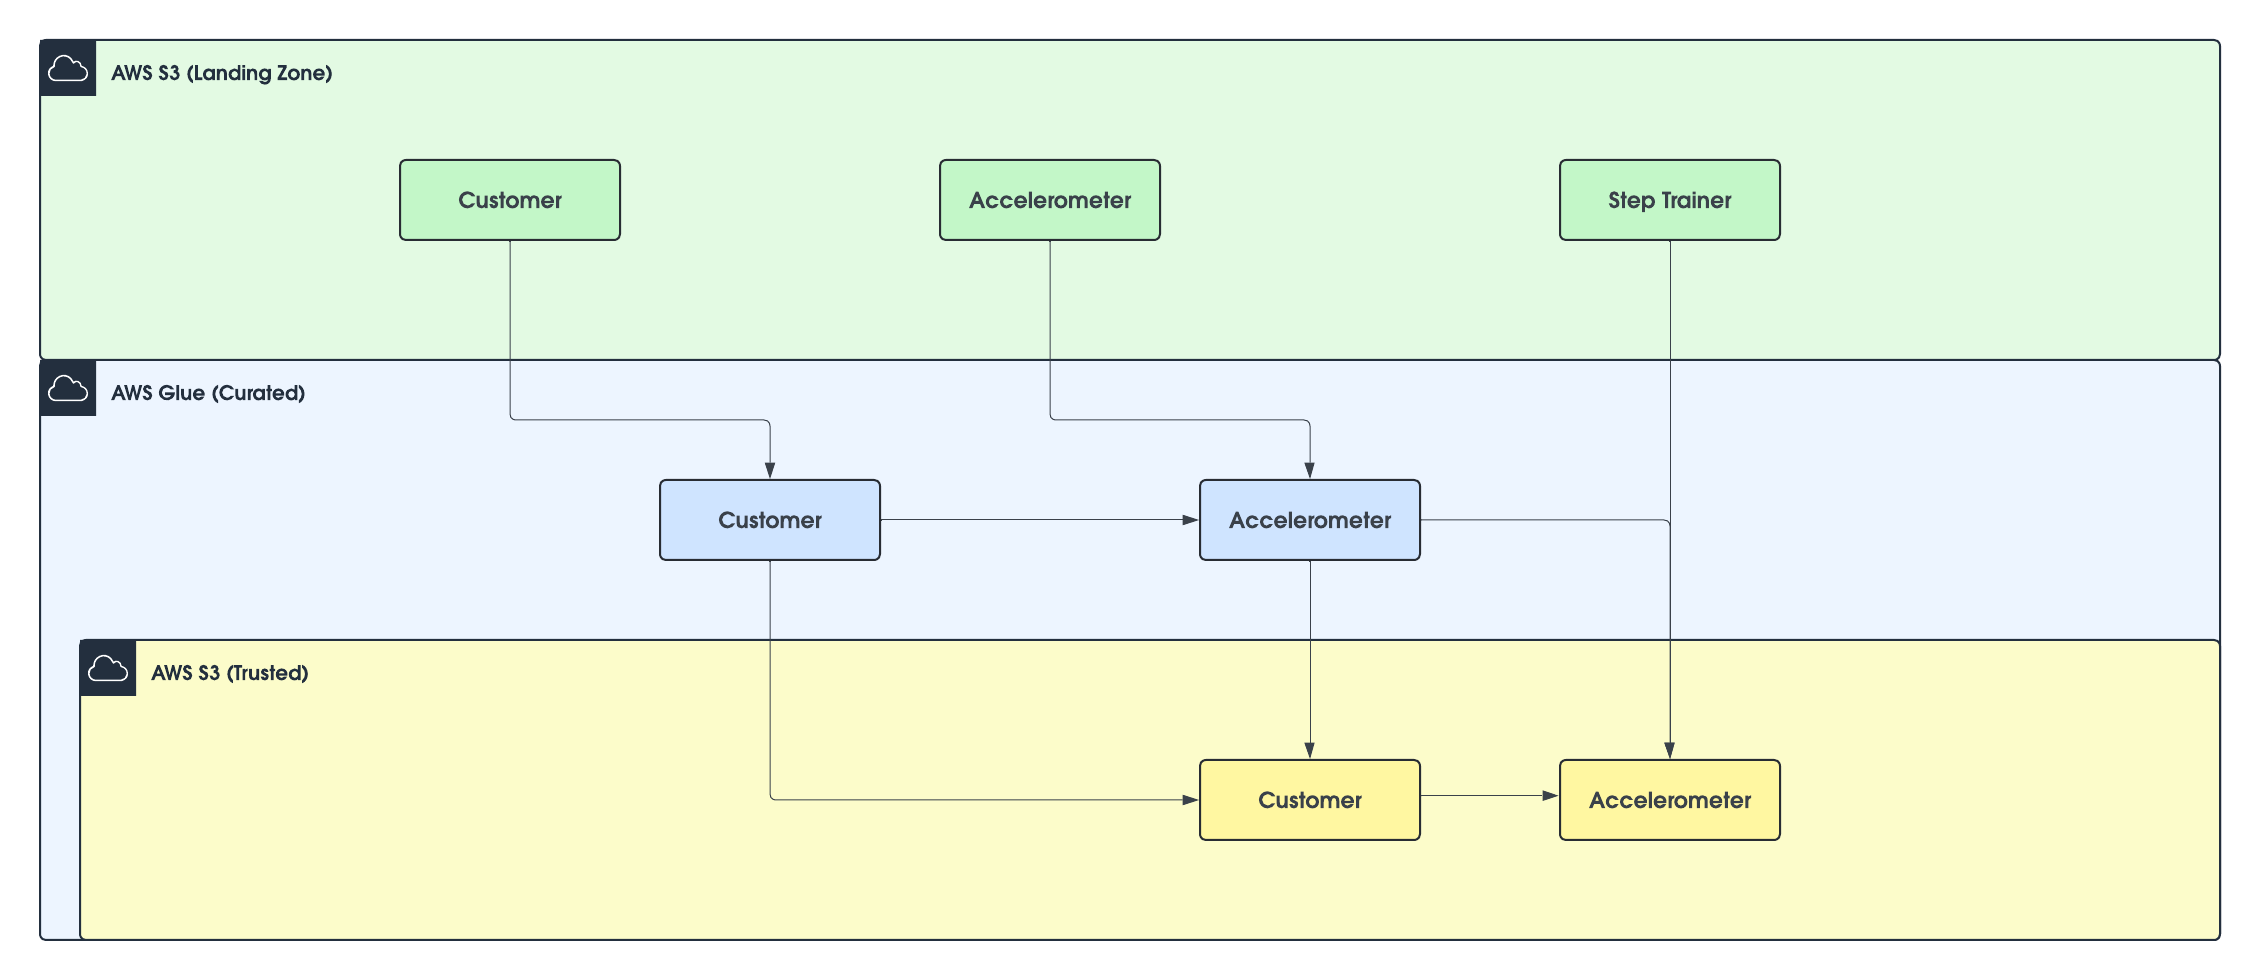 AWS S3 (Landing Zone)
Customer
Accelerometer
Step Trainer
AWS Glue (Curated)
Customer
Accelerometer
AWS S3 (Trusted)
Customer
Accelerometer